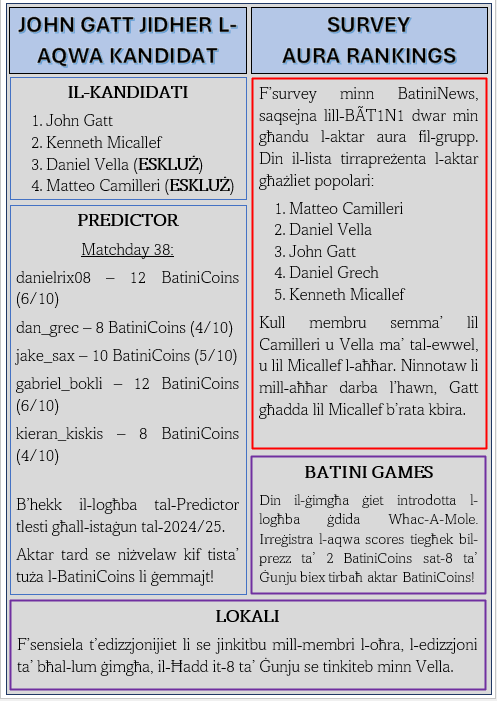 JOHN GATT JIDHER L-
AQWA KANDIDAT
IL-KANDIDATI
1. John Gatt
2. Kenneth Micallef
3. Daniel Vella (ESKLUŻ)
4. Matteo Camilleri (ESKLUŻ)
PREDICTOR
Matchday 38:
danielrix08 – 12 BatiniCoins
(6/10)
dan_grec – 8 BatiniCoins (4/10)
jake_sax – 10 BatiniCoins (5/10)
gabriel_bokli – 12 BatiniCoins
(6/10)
kieran_kiskis – 8 BatiniCoins
(4/10)
B’hekk il-logħba tal-Predictor
tlesti għall-istaġun tal-2024/25.
Aktar tard se niżvelaw kif tista’
tuża l-BatiniCoins li ġemmajt!
SURVEY
AURA RANKINGS
F’survey minn BatiniNews,
saqsejna lill-BÃT1N1 dwar min
għandu l-aktar aura fil-grupp.
Din il-lista tirrapreżenta l-aktar
għażliet popolari:
1. Matteo Camilleri
2. Daniel Vella
3. John Gatt
4. Daniel Grech
5. Kenneth Micallef
Kull membru semma’ lil
Camilleri u Vella ma’ tal-ewwel,
u lil Micallef l-aħħar. Ninnotaw li
mill-aħħar darba l’hawn, Gatt
għadda lil Micallef b’rata kbira.
BATINI GAMES
Din il-ġimgħa ġiet introdotta l-
logħba ġdida Whac-A-Mole.
Irreġistra l-aqwa scores tiegħek bil-
prezz ta’ 2 BatiniCoins sat-8 ta’
Ġunju biex tirbaħ aktar BatiniCoins!
LOKALI
F’sensiela t’edizzjonijiet li se jinkitbu mill-membri l-oħra, l-edizzjoni
ta’ bħal-lum ġimgħa, il-Ħadd it-8 ta’ Ġunju se tinkiteb minn Vella.